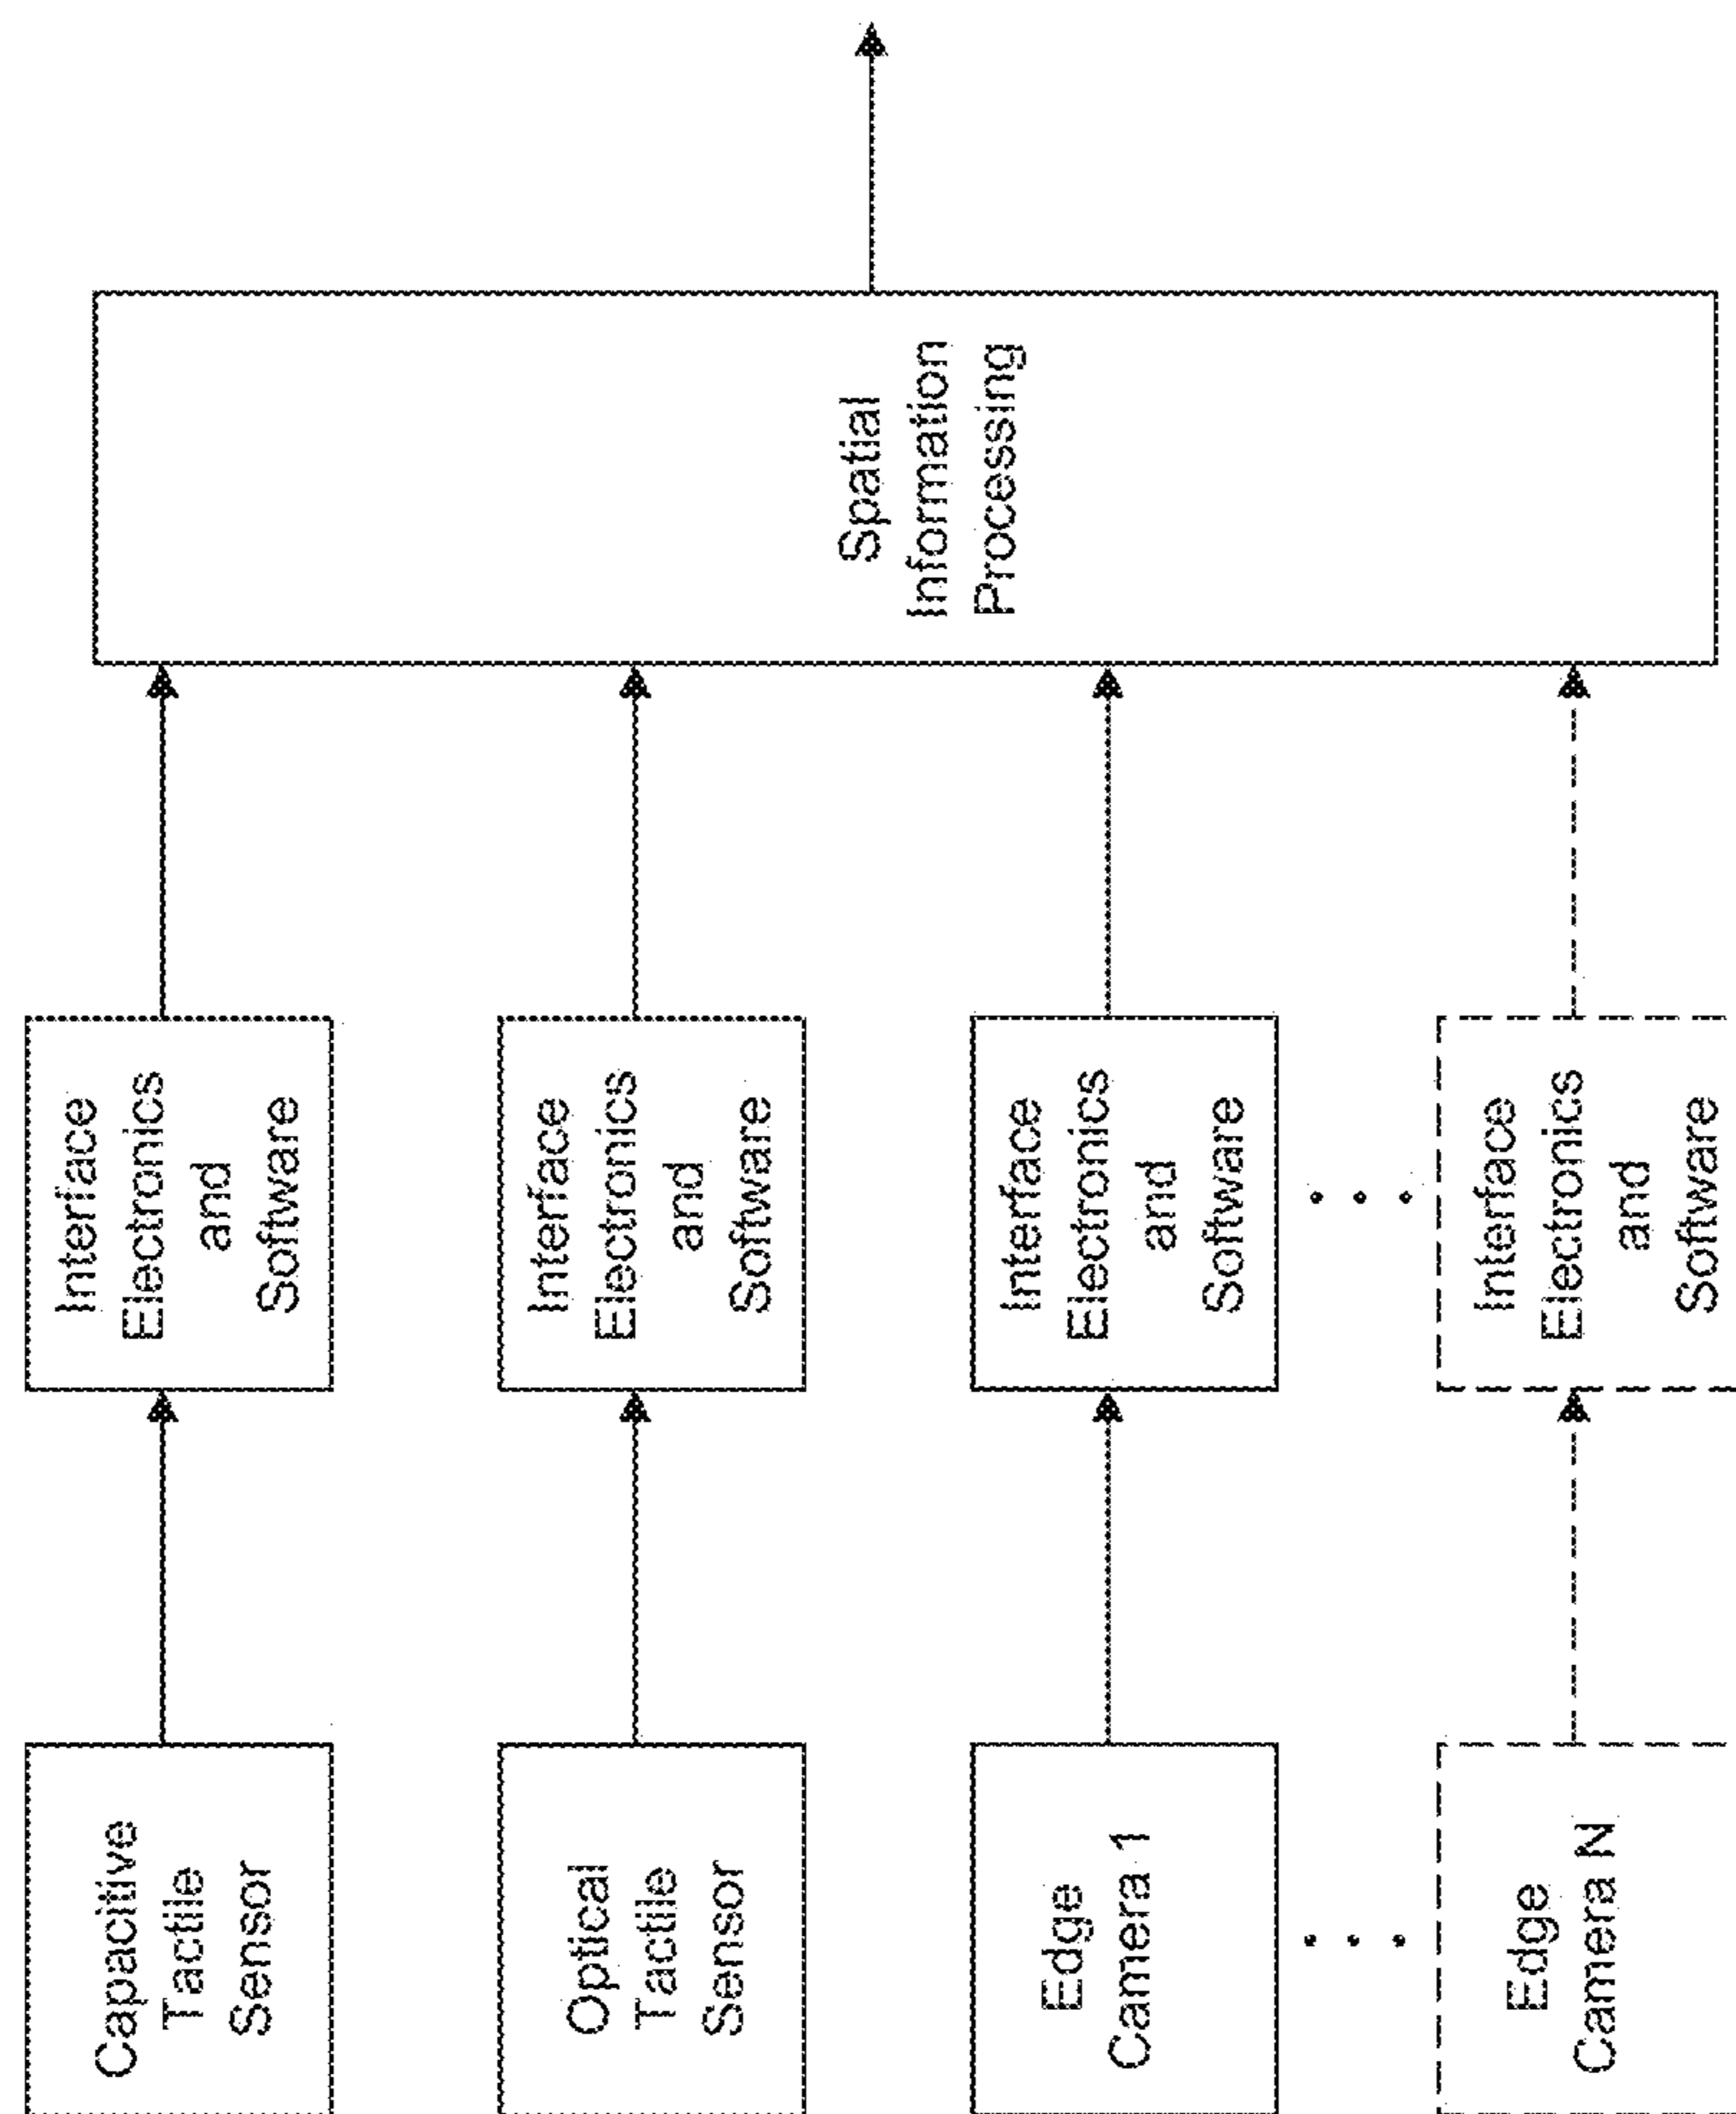 Capacitive
Tactile
Sensor
Interface
Electronics
and
Software
Optical
Tactile
Sensor
Interface
Electronics
and
Software
Edge
Camera 1
Interface
Electronics
and
Software
Edge
Camera N
Interface
Electronics
and
Software
Spatial
Information
Processing